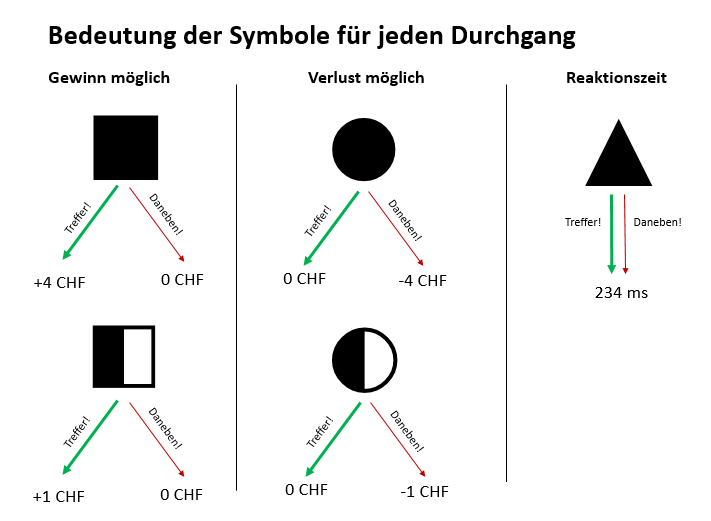 Bedeutung der Symbole für jeden Durchgang
Gewinn möglich
Treffer!
Daneben!
+4 CHF
0 CHF
Treffer!
Daneben!
+1 CHF
0 CHF
Verlust möglich
Treffer!
Daneben!
0 CHF
-4 CHF
Treffer!
Daneben!
0 CHF
-1 CHF
Reaktionszeit
Treffer!
Daneben!
234 ms